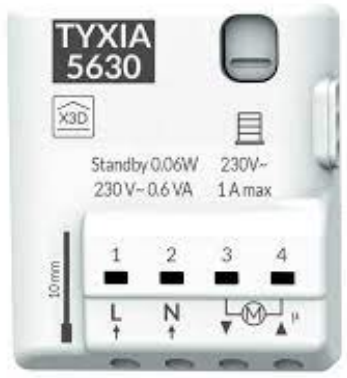 TYXIA
5630
X3D
Standby 0.06W 230V~
230 V~ 0.6 VA 1 A max
1 2 3 4
10 mm
L N M µ